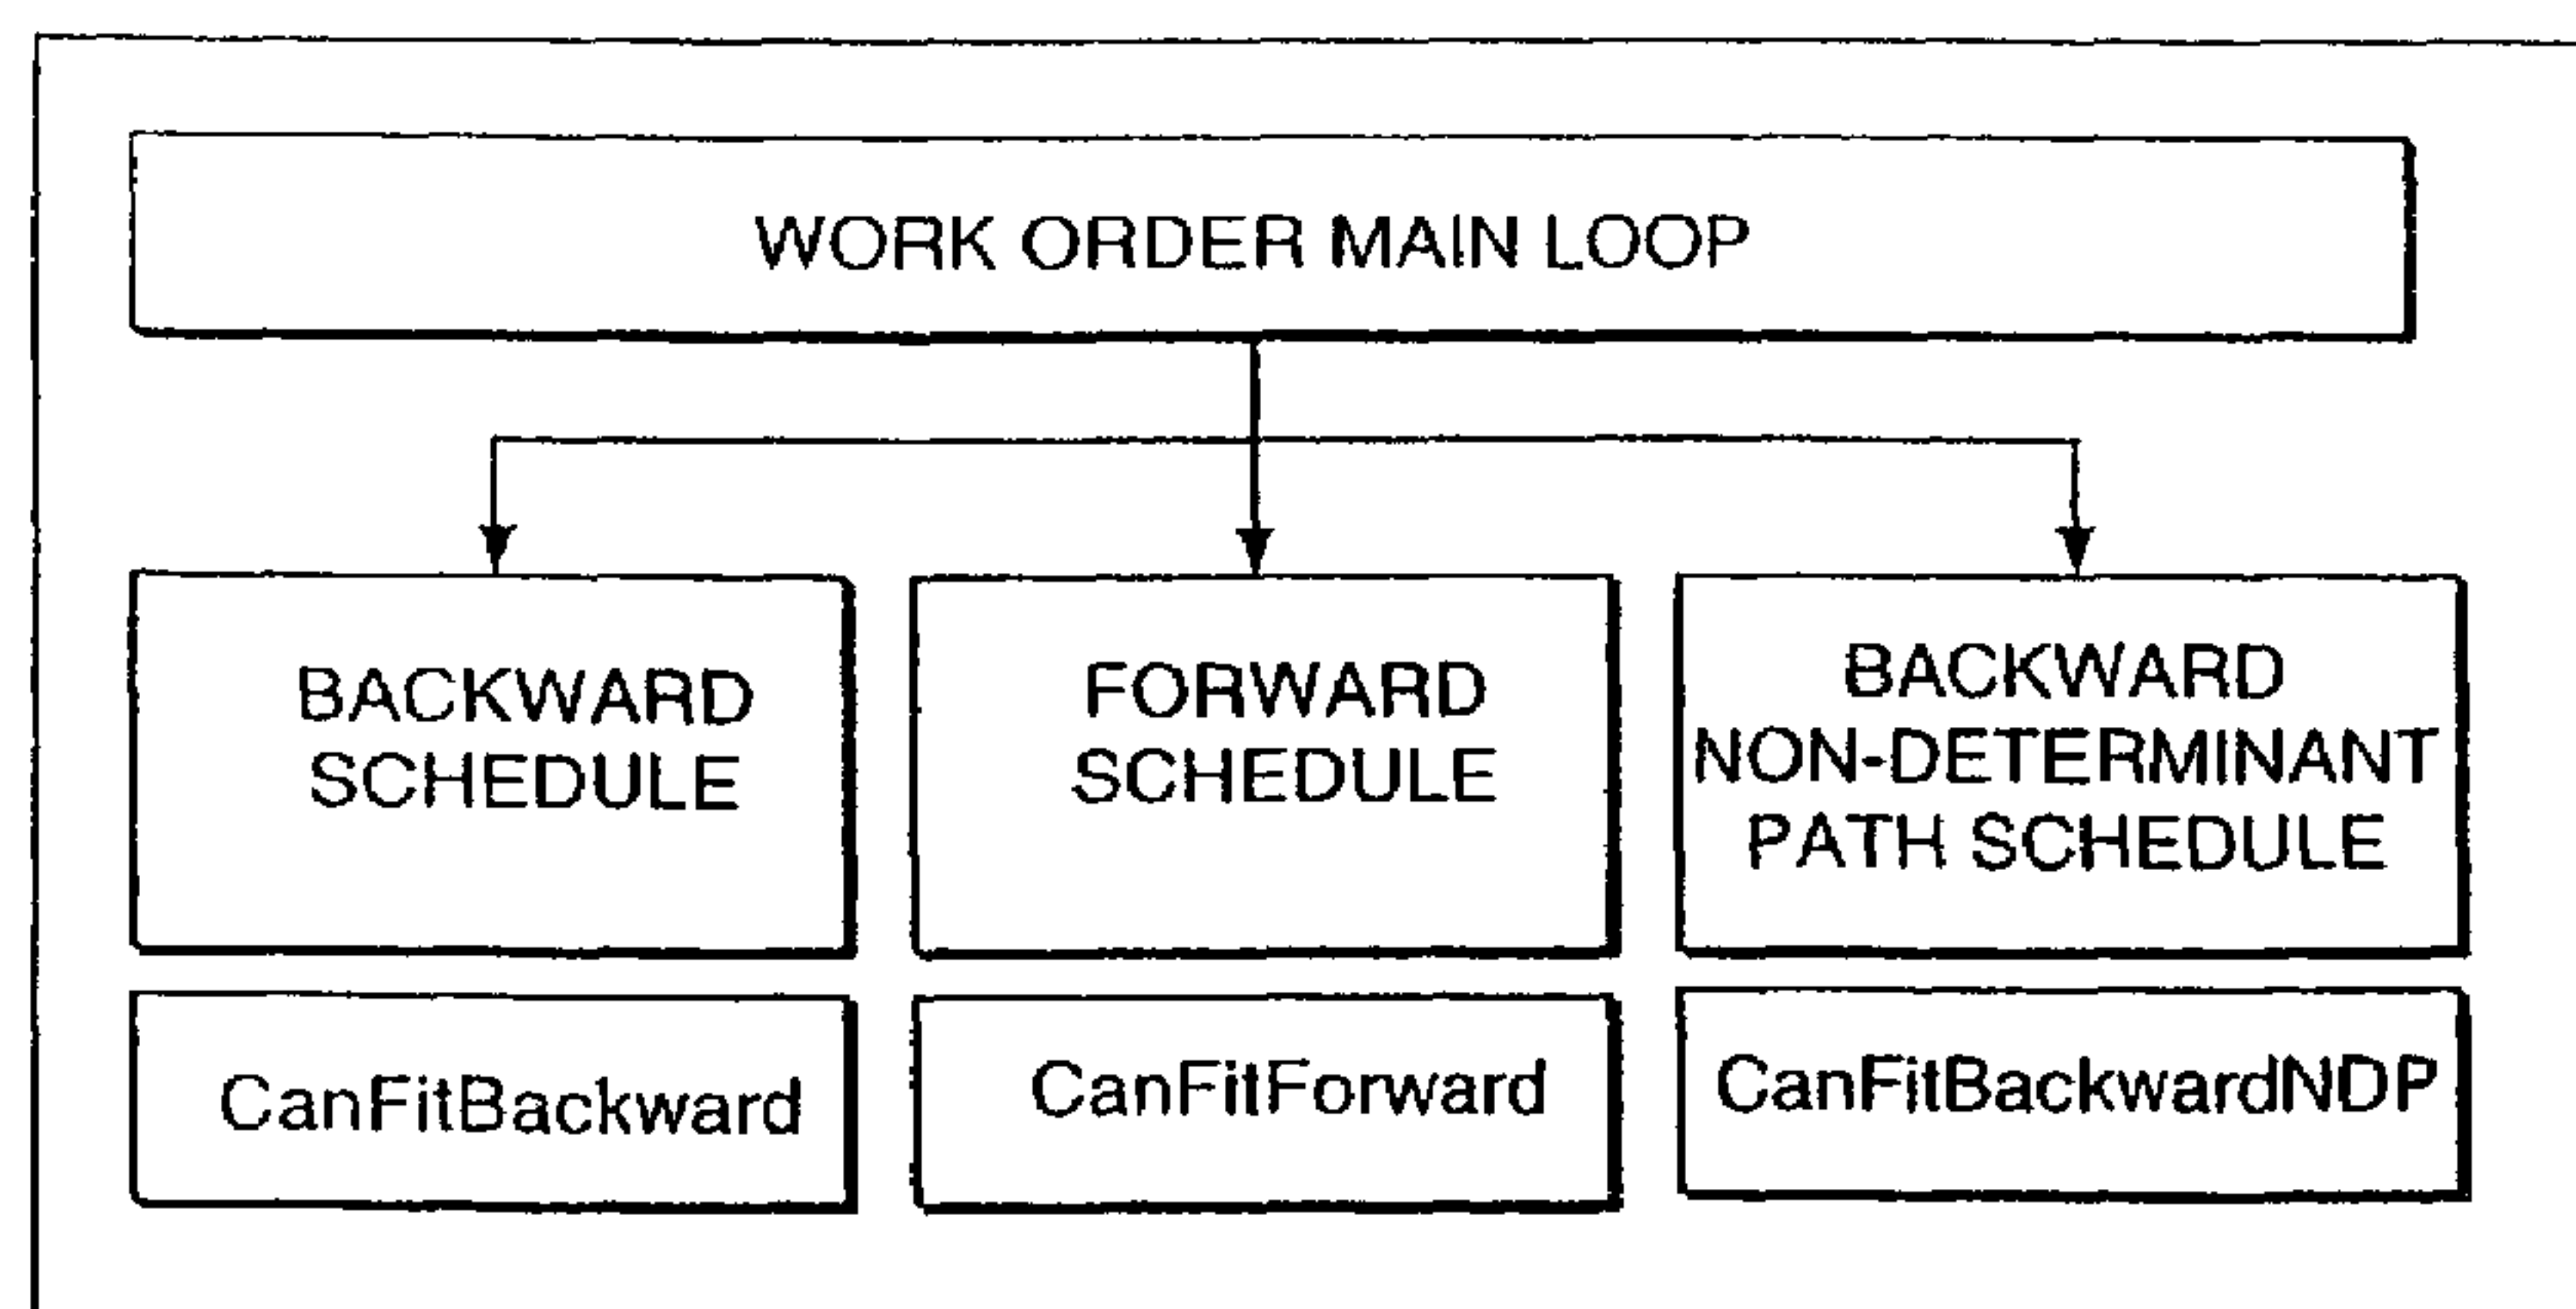 WORK ORDER MAIN LOOP
BACKWARD
SCHEDULE
FORWARD
SCHEDULE
BACKWARD
NON-DETERMINANT
PATH SCHEDULE
CanFitBackward
CanFitForward
CanFitBackwardNDP